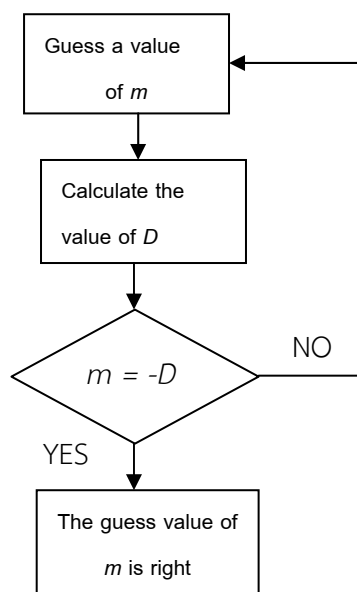 Guess a value
of m
Calculate the
value of D
m = -D
NO
YES
The guess value of
m is right